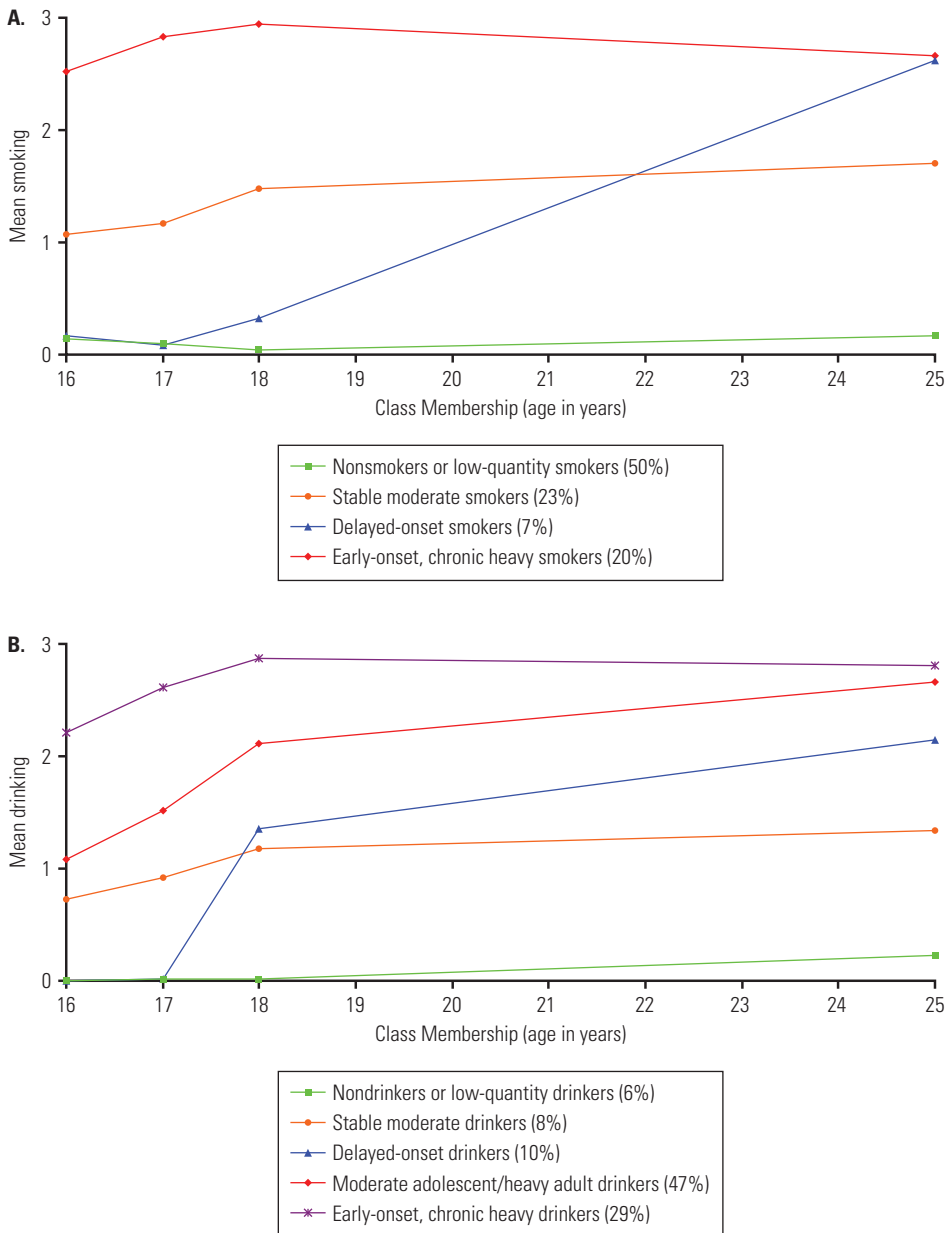 A.
3
2
1
0
Mean smoking
16 17 18 19 20 21 22 23 24 25
Class Membership (age in years)
Nonsmokers or low-quantity smokers (50%)
Stable moderate smokers (23%)
Delayed-onset smokers (7%)
Early-onset, chronic heavy smokers (20%)
B.
3
2
1
0
Mean drinking
16 17 18 19 20 21 22 23 24 25
Class Membership (age in years)
Nondrinkers or low-quantity drinkers (6%)
Stable moderate drinkers (8%)
Delayed-onset drinkers (10%)
Moderate adolescent/heavy adult drinkers (47%)
Early-onset, chronic heavy drinkers (29%)